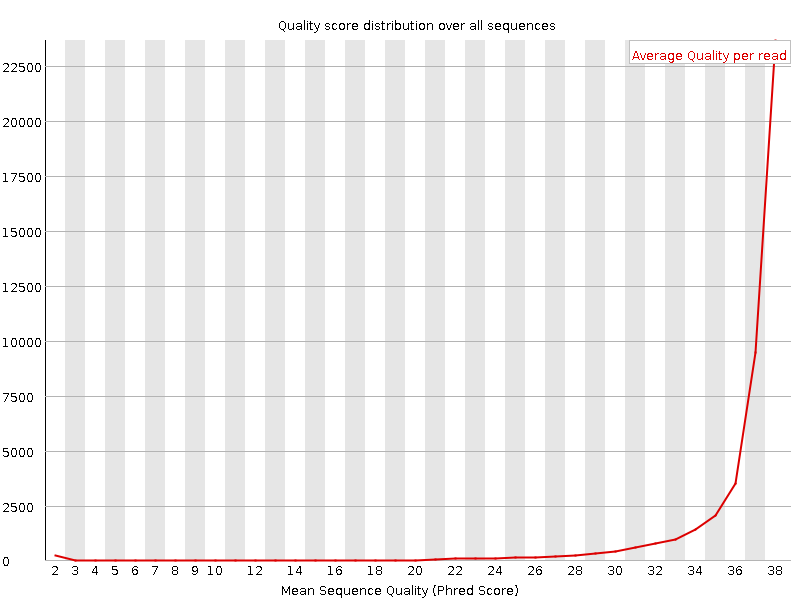 Quality score distribution over all sequences
Average Quality per read
22500
20000
17500
15000
12500
10000
7500
5000
2500
0
2 3 4 5 6 7 8 9 10 12 14 16 18 20 22 24 26 28 30 32 34 36 38
Mean Sequence Quality (Phred Score)